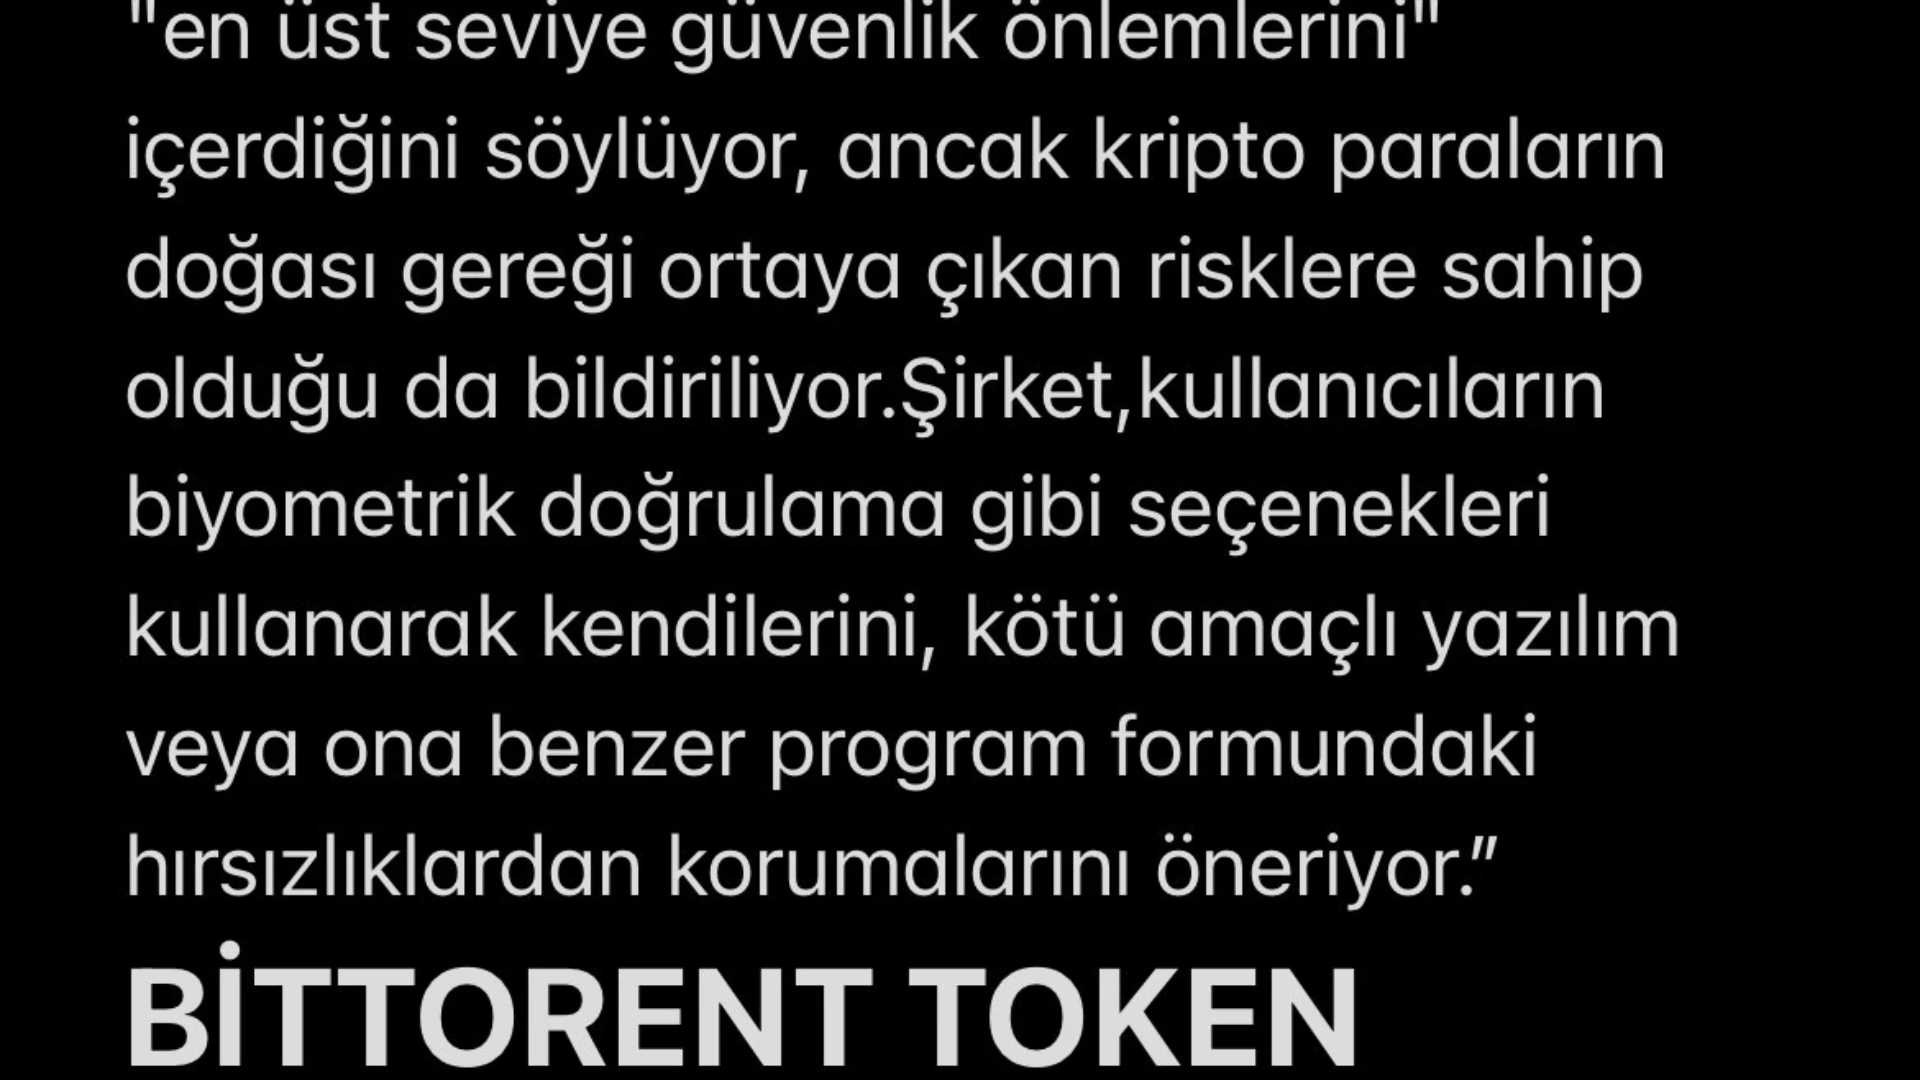 "en üst seviye güvenlik önlemlerini"
içerdiğini söylüyor, ancak kripto paraların
doğası gereği ortaya çıkan risklere sahip
olduğu da bildiriliyor.Şirket,kullanıcıların
biyometrik doğrulama gibi seçenekleri
kullanarak kendilerini, kötü amaçlı yazılım
veya ona benzer program formundaki
hırsızlıklardan korumalarını öneriyor.”
BİTTORENT TOKEN